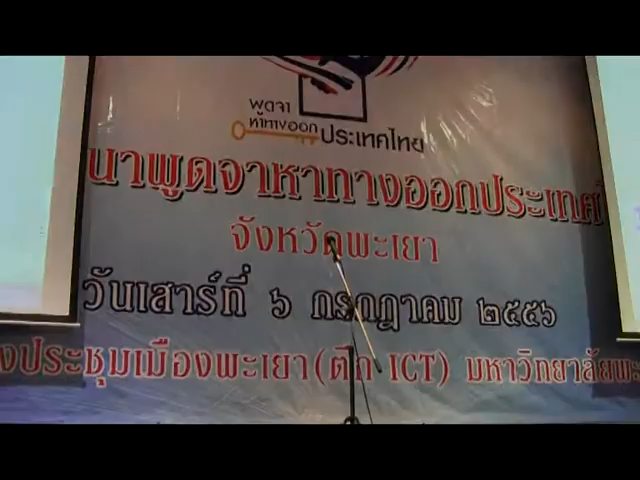 พูดจา
หาทางออก
ประเทศไทย
นาพูดจาหาทางออกประเทศ
จังหวัดพะเยา
วันเสาร์ที่ ๖ กรกฎาคม ๒๕๕๖
งประชุมเมืองพะเยา(ตึก ICT) มหาวิทยาลัยพะ